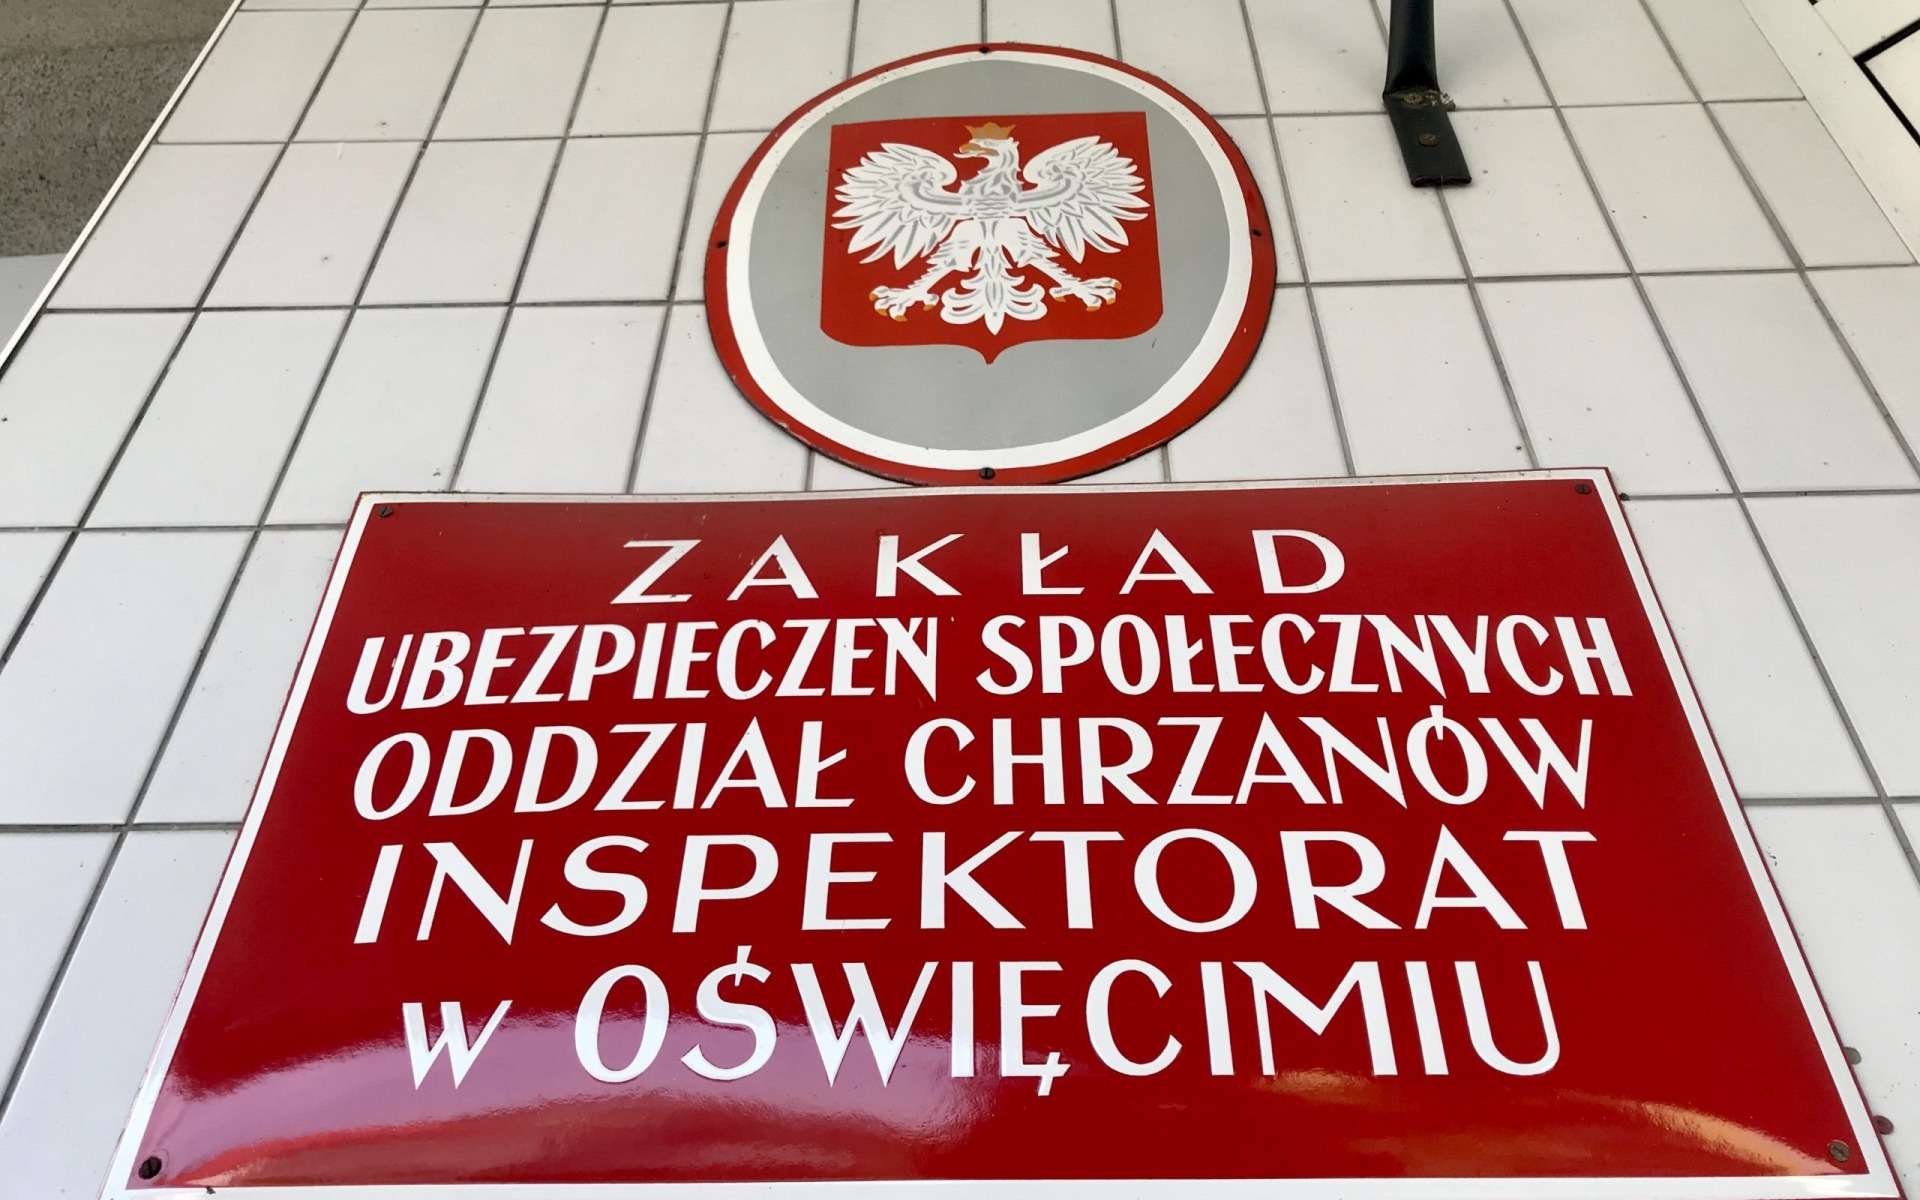 ZAKŁAD
UBEZPIECZEŃ SPOŁECZNYCH
ODDZIAŁ CHRZANÓW
INSPEKTORAT
w OŚWIĘCIMIU